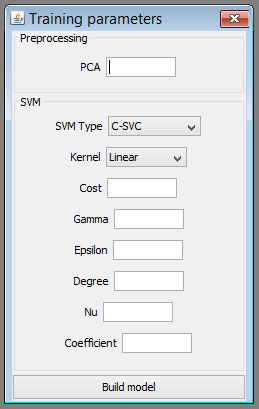 Training parameters
Preprocessing
PCA
SVM
SVM Type C-SVC
Kernel Linear
Cost
Gamma
Epsilon
Degree
Nu
Coefficient
Build model